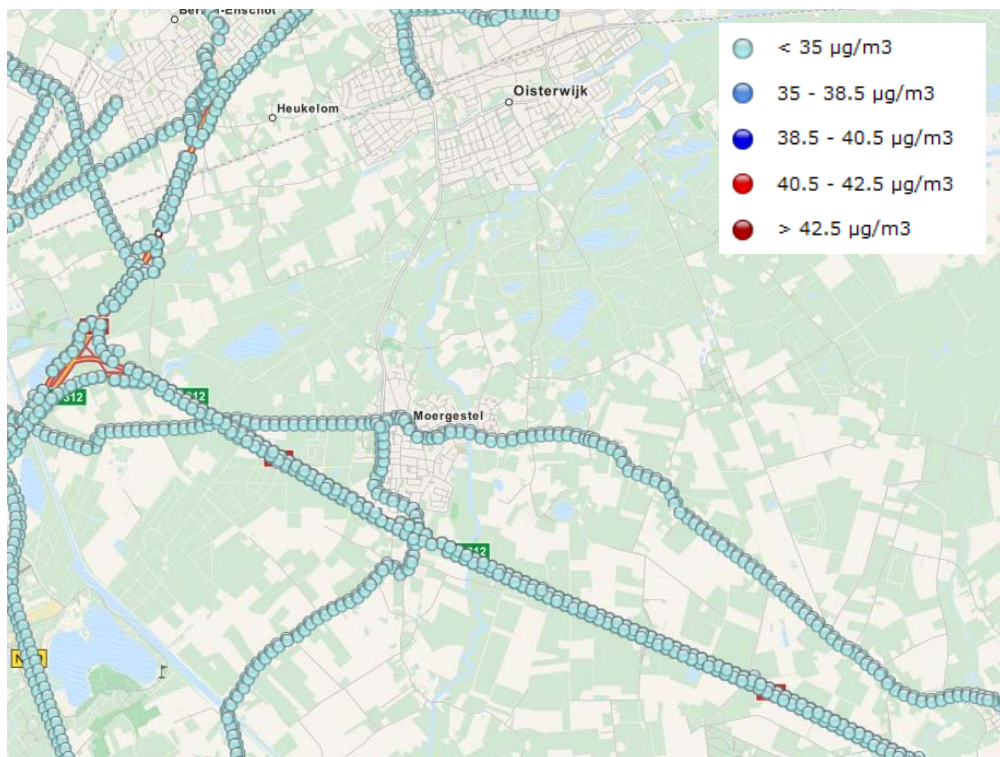 < 35 µg/m3
Oisterwijk
35 - 38.5 µg/m3
Heukelom
38.5 - 40.5 µg/m3
40.5 - 42.5 µg/m3
> 42.5 µg/m3
Moergestel